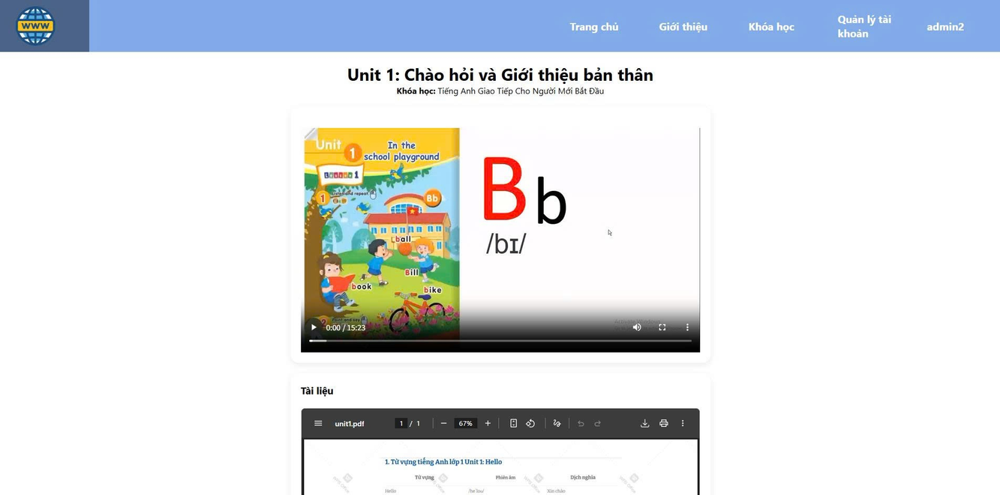 WWW
Trang chủ
Giới thiệu
Khóa học
Quản lý tài
khoản
admin2
Unit 1: Chào hỏi và Giới thiệu bản thân
Khóa học: Tiếng Anh Giao Tiếp Cho Người Mới Bắt Đầu
Unit 1
In the
school playground
Lesson 1
1 Listen and repeat.
Bb
ball
Bill
book
bike
2 Point and say
B b
/bɪ/
Activate Windows
0:00 / 15:23
Tài liệu
unit1.pdf
1 / 1
67%
1. Từ vựng tiếng Anh lớp 1 Unit 1: Hello
Từ vựng
Phiên âm
Dịch nghĩa
Hello
/heˈləʊ/
Xin chào